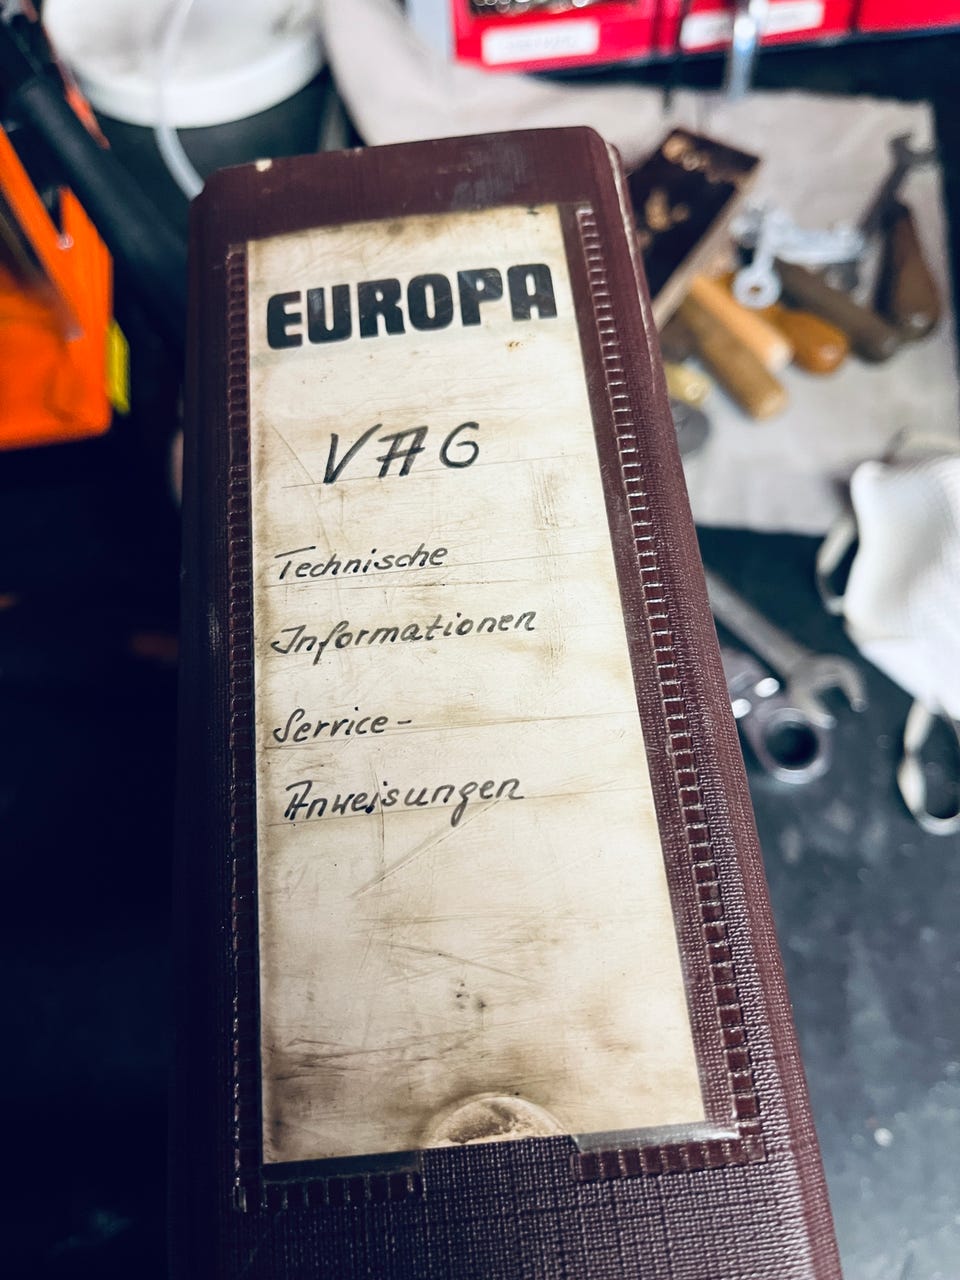 EUROPA
VAG
Technische
Informationen
Service-
Anweisungen